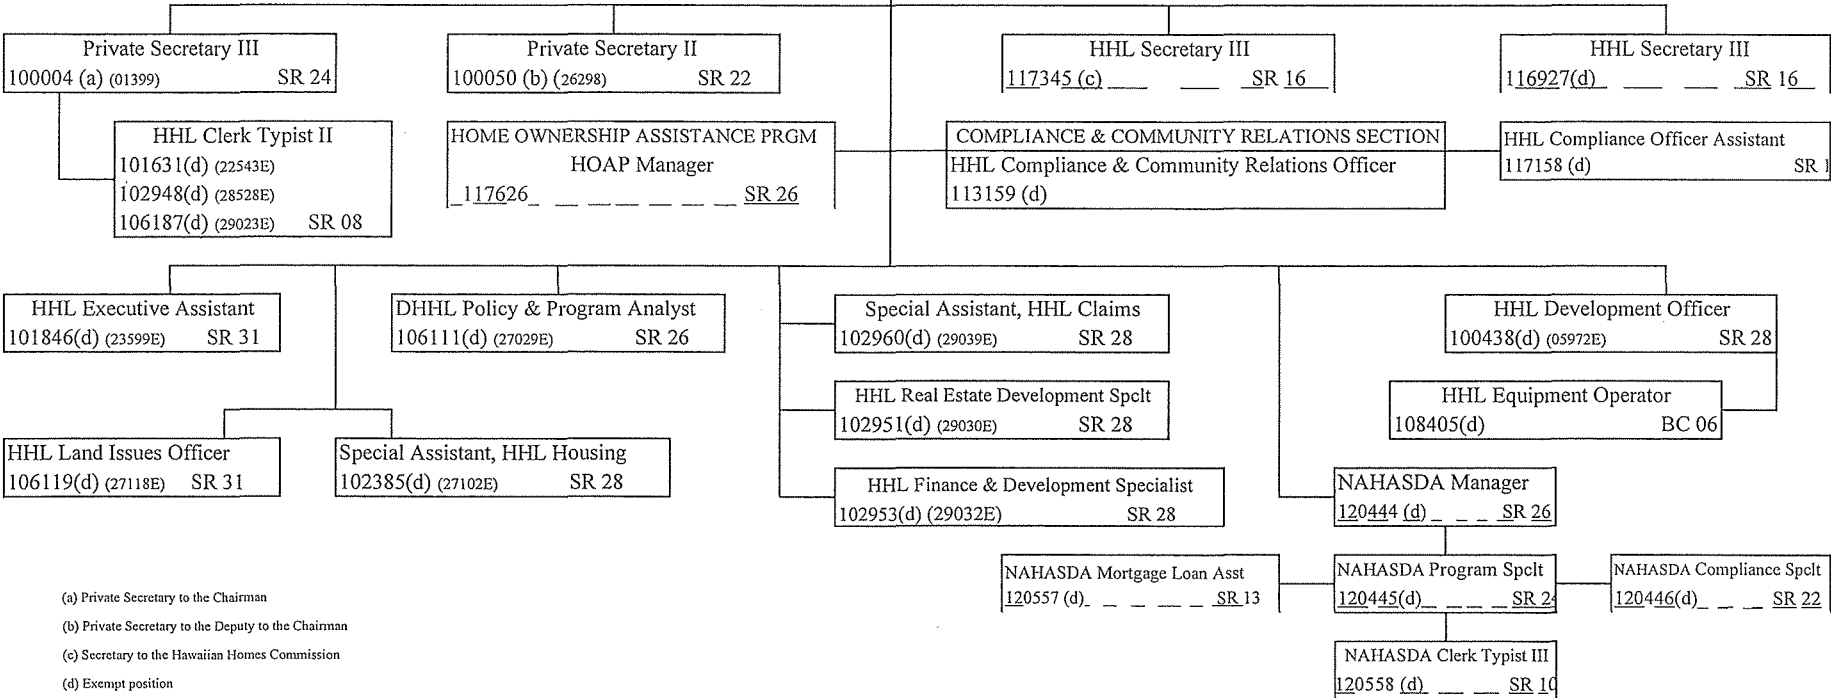 Private Secretary III
100004 (a) (01399) SR 24
Private Secretary II
100050 (b) (26298) SR 22
HHL Secretary III
117345 (c) SR 16
HHL Secretary III
116927(d) SR 16
HHL Clerk Typist II
101631(d) (22543E)
102948(d) (28528E)
106187(d) (29023E) SR 08
HOME OWNERSHIP ASSISTANCE PRGM
HOAP Manager
117626 SR 26
COMPLIANCE & COMMUNITY RELATIONS SECTION
HHL Compliance & Community Relations Officer
113159 (d)
HHL Compliance Officer Assistant
117158 (d) SR 1
HHL Executive Assistant
101846(d) (23599E) SR 31
DHHL Policy & Program Analyst
106111(d) (27029E) SR 26
Special Assistant, HHL Claims
102960(d) (29039E) SR 28
HHL Development Officer
100438(d) (05972E) SR 28
HHL Real Estate Development Spclt
102951(d) (29030E) SR 28
HHL Equipment Operator
108405(d) BC 06
HHL Land Issues Officer
106119(d) (27118E) SR 31
Special Assistant, HHL Housing
102385(d) (27102E) SR 28
HHL Finance & Development Specialist
102953(d) (29032E) SR 28
NAHASDA Manager
120444 (d) SR 26
NAHASDA Mortgage Loan Asst
120557 (d) SR 13
NAHASDA Program Spclt
120445(d) SR 24
NAHASDA Compliance Spclt
120446(d) SR 22
NAHASDA Clerk Typist III
120558 (d) SR 10
(a) Private Secretary to the Chairman
(b) Private Secretary to the Deputy to the Chairman
(c) Secretary to the Hawaiian Homes Commission
(d) Exempt position